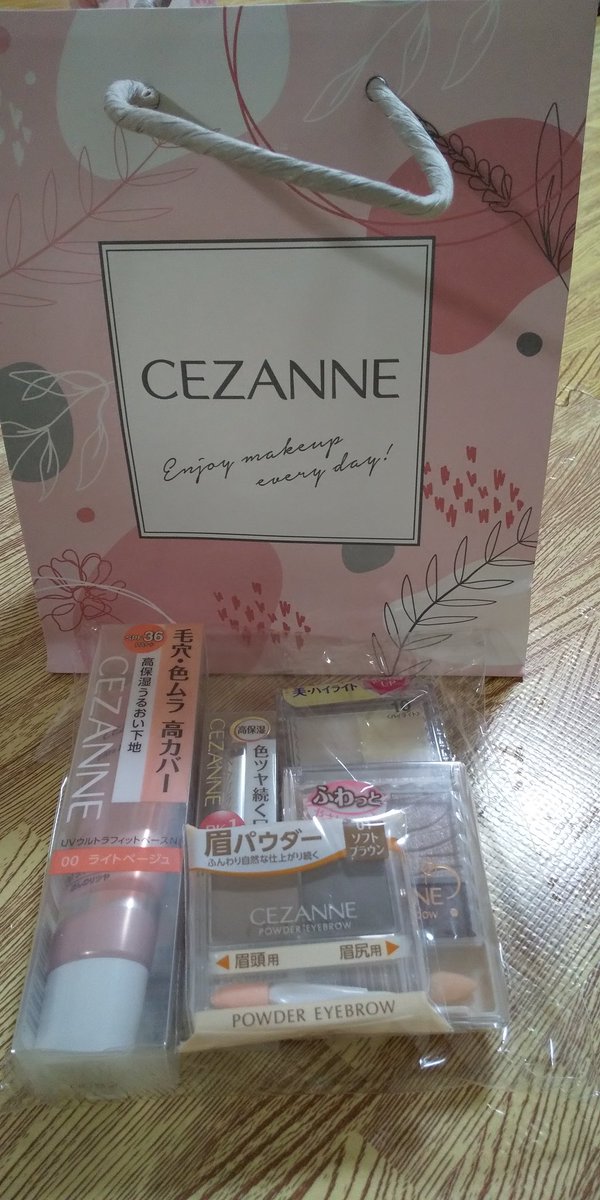 CEZANNE
Enjoy makeup
every day!
SPF36
毛穴・色ムラ 高カバー
高保湿うるおい下地
CEZANNE
UVウルトラフィットベースN
00 ライトベージュ
高保湿
色ツヤ続く
CEZANNE
美・ハイライト
10
ふわっと
眉パウダー
ふんわり自然な仕上がり続く
ソフト
ブラウン
CEZANNE
POWDER EYEBROW
眉頭用
眉尻用
POWDER EYEBROW